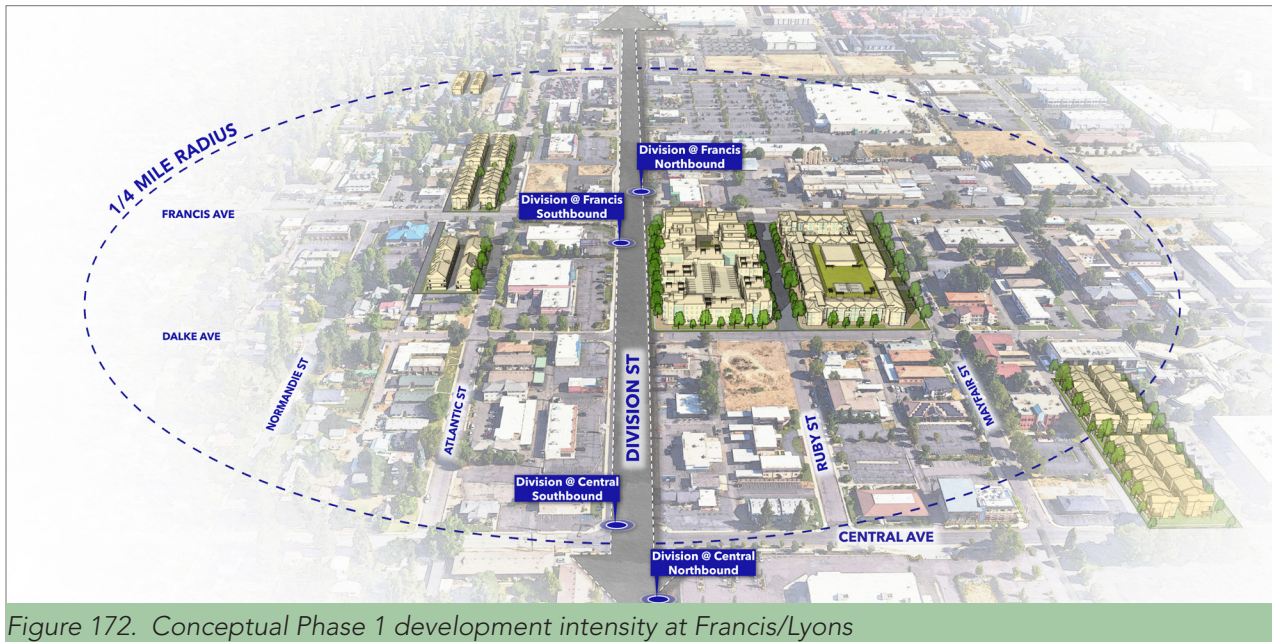 1/4 MILE RADIUS
Division @ Francis
Northbound
Division @ Francis
Southbound
FRANCIS AVE
DALKE AVE
NORMANDIE ST
ATLANTIC ST
DIVISION ST
RUBY ST
MAYFAIR ST
Division @ Central
Southbound
CENTRAL AVE
Division @ Central
Northbound
Figure 172. Conceptual Phase 1 development intensity at Francis/Lyons